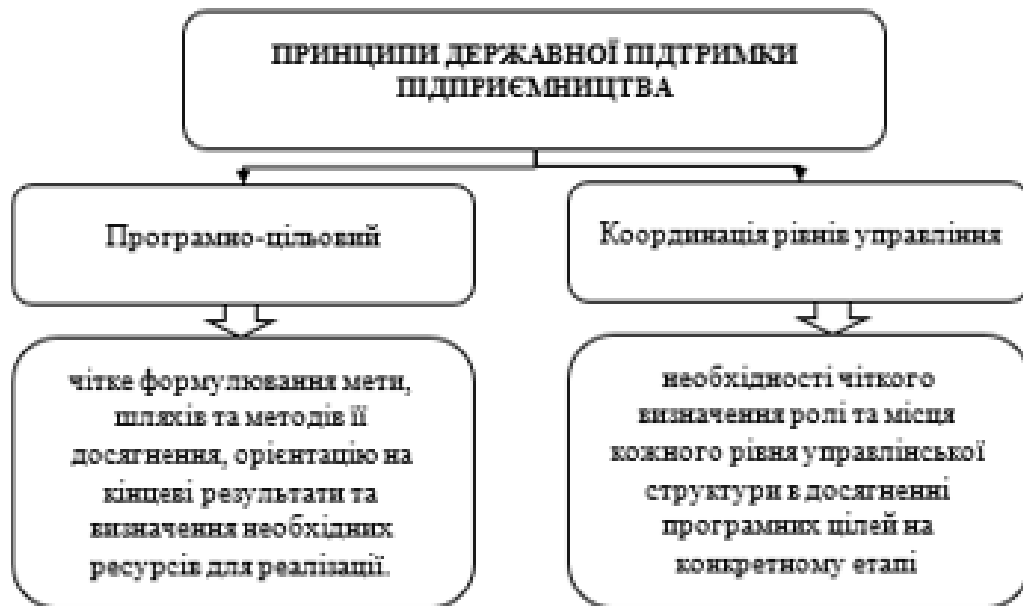 ПРИНЦИПИ ДЕРЖАВНОЇ ПІДТРИМКИ
ПІДПРИЄМНИЦТВА
Програмно-цільовий
Координація рівнів управління
чітке формулювання мети,
шляхів та методів її
досягнення, орієнтацію на
кінцеві результати та
визначення необхідних
ресурсів для реалізації.
необхідності чіткого
визначення ролі та місця
кожного рівня управлінської
структури в досягненні
програмних цілей на
конкретному етапі